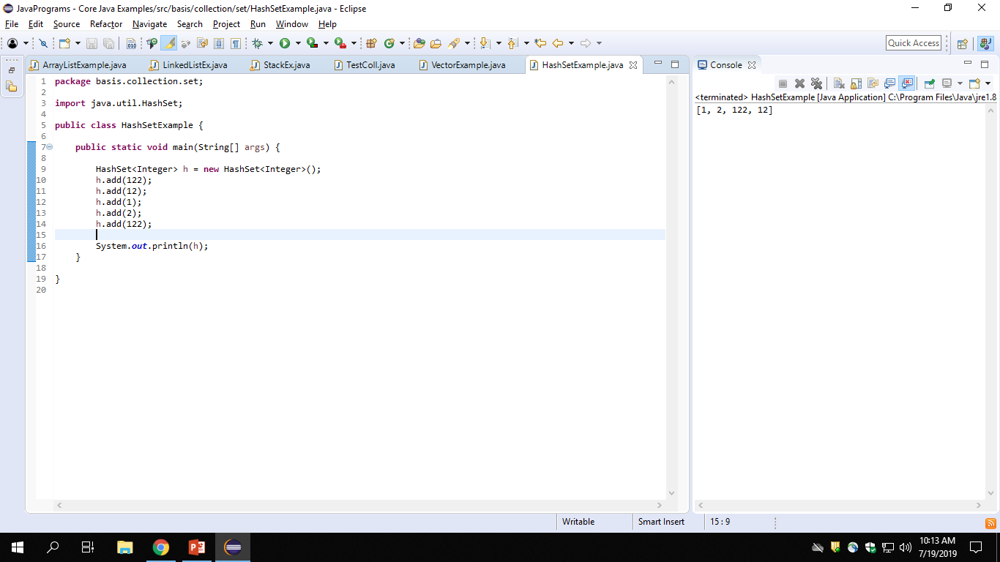 JavaPrograms - Core Java Examples/src/basis/collection/set/HashSetExample.java - Eclipse
File Edit Source Refactor Navigate Search Project Run Window Help
Quick Access
ArrayListExample.java LinkedListEx.java StackEx.java TestColl.java VectorExample.java HashSetExample.java
Console
<terminated> HashSetExample [Java Application] C:\Program Files\Java\jre1.8
[1, 2, 122, 12]
1 package basis.collection.set;
2
3 import java.util.HashSet;
4
5 public class HashSetExample {
6
7 public static void main(String[] args) {
8
9 HashSet<Integer> h = new HashSet<Integer>();
10 h.add(122);
11 h.add(12);
12 h.add(1);
13 h.add(2);
14 h.add(122);
15
16 System.out.println(h);
17 }
18
19 }
20
Writable Smart Insert 15 : 9
10:13 AM
7/19/2019